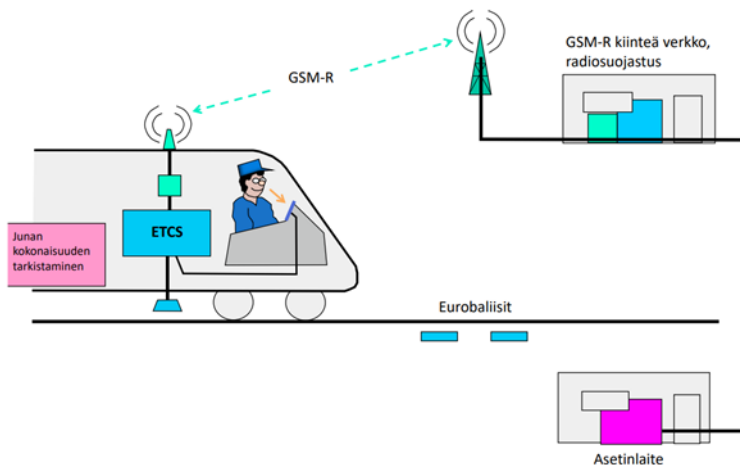 GSM-R kiinteä verkko,
radiosuojastus
GSM-R
ETCS
Junan
kokonaisuuden
tarkistaminen
Eurobaliisit
Asetinlaite